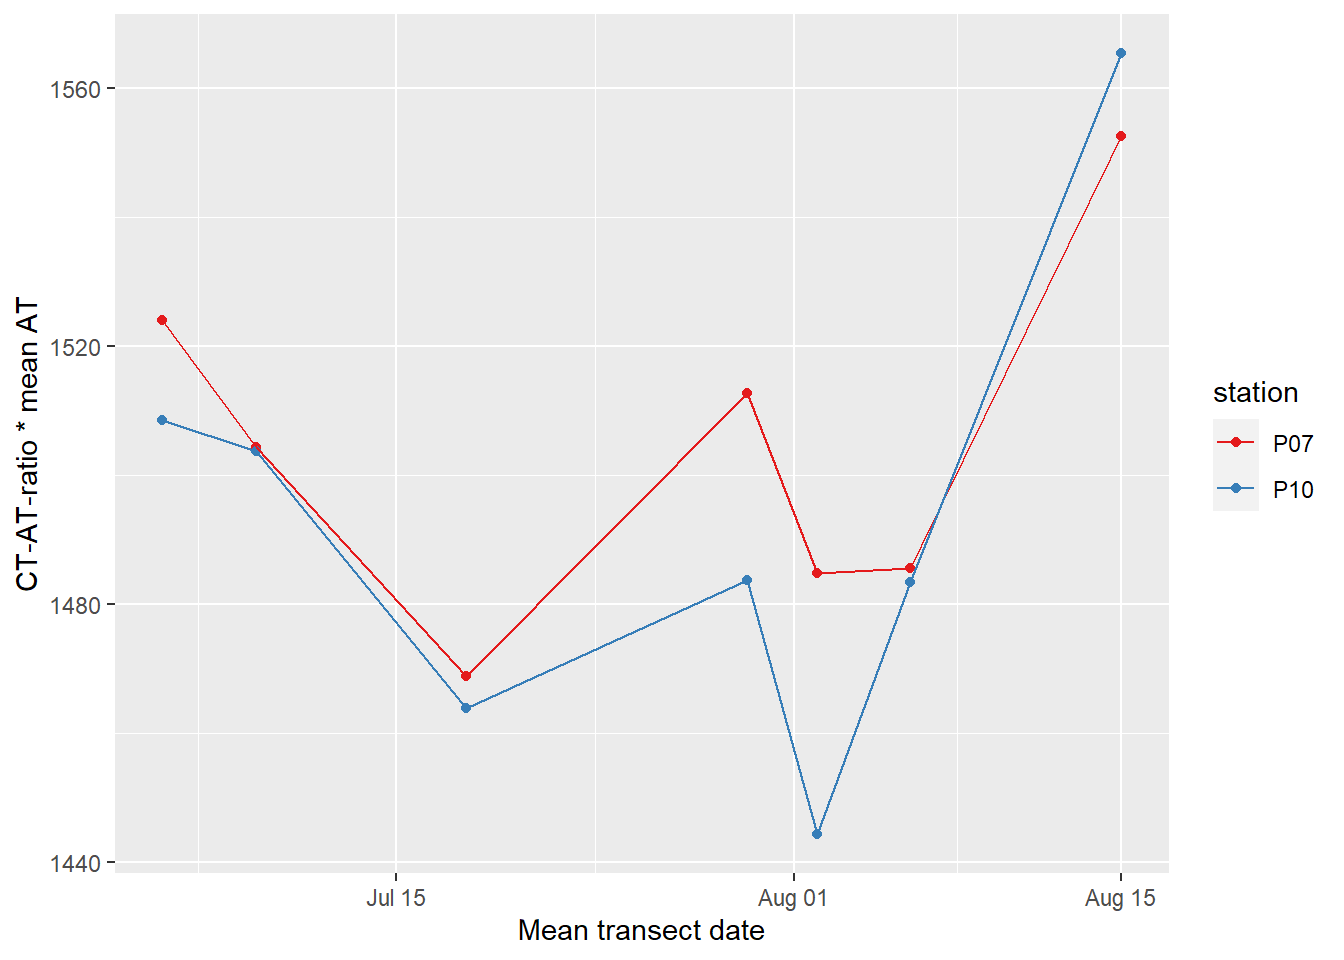 1560
1520
1480
1440
CT-AT-ratio * mean AT
Jul 15
Aug 01
Aug 15
Mean transect date
station
P07
P10